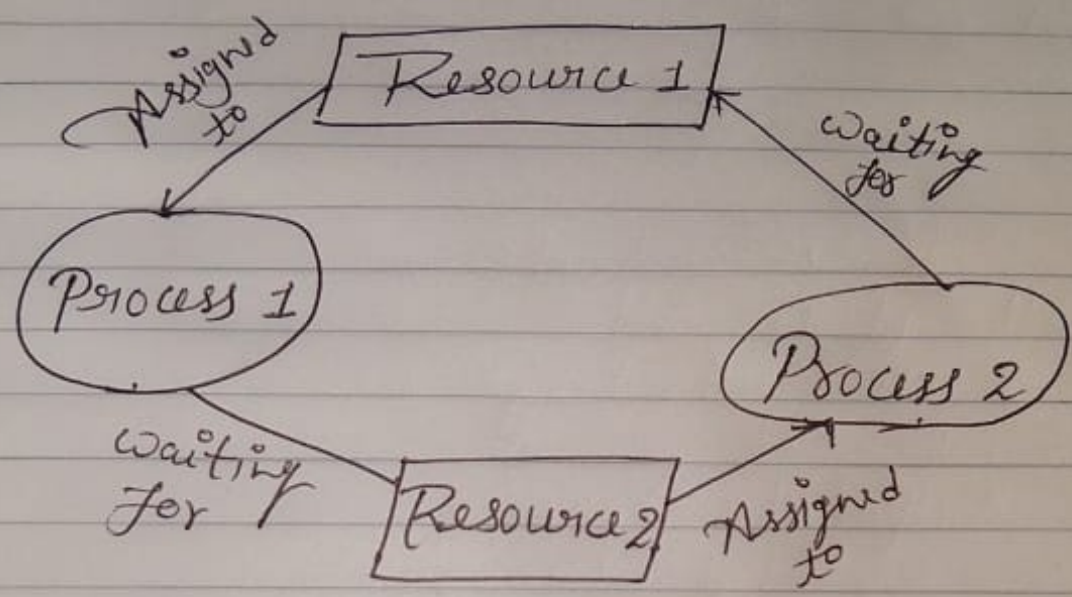 Assigned
to
Resource 1
Waiting
for
Process 1
Process 2
Waiting
for
Resource 2
Assigned
to